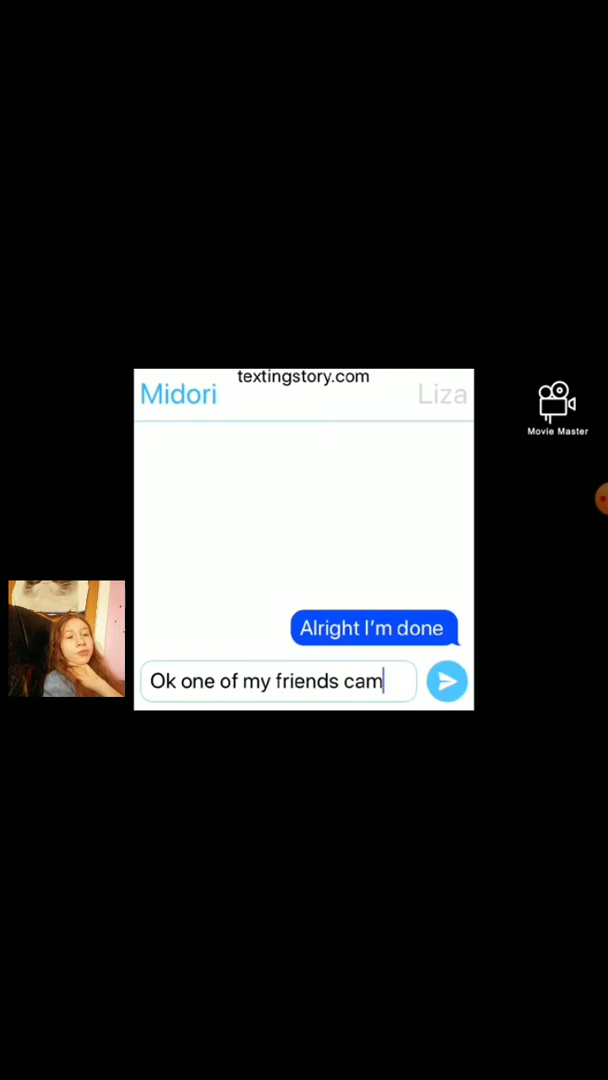 textingstory.com
Midori Liza
Movie Master
Alright I'm done
Ok one of my friends cam